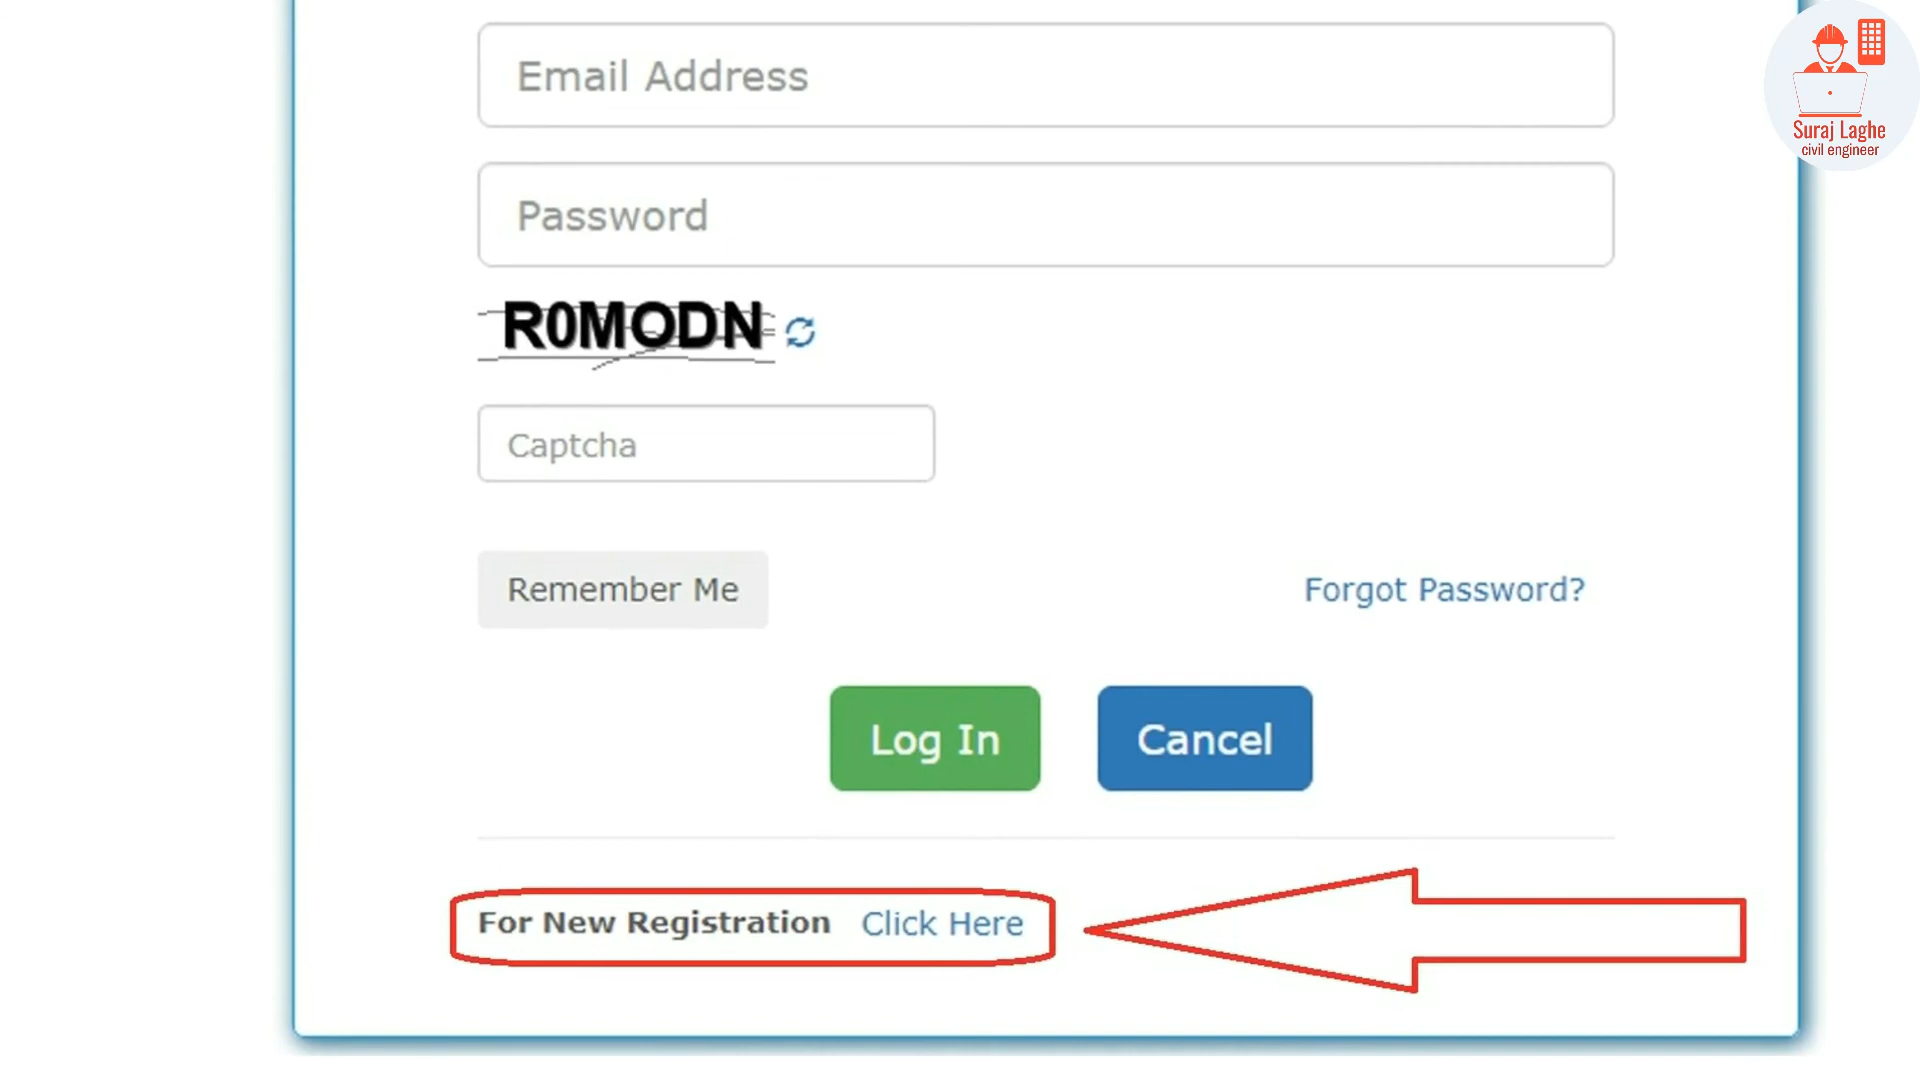 Email Address
Suraj Laghe
civil engineer
Password
R0MODN
Captcha
Remember Me
Forgot Password?
Log In
Cancel
For New Registration Click Here